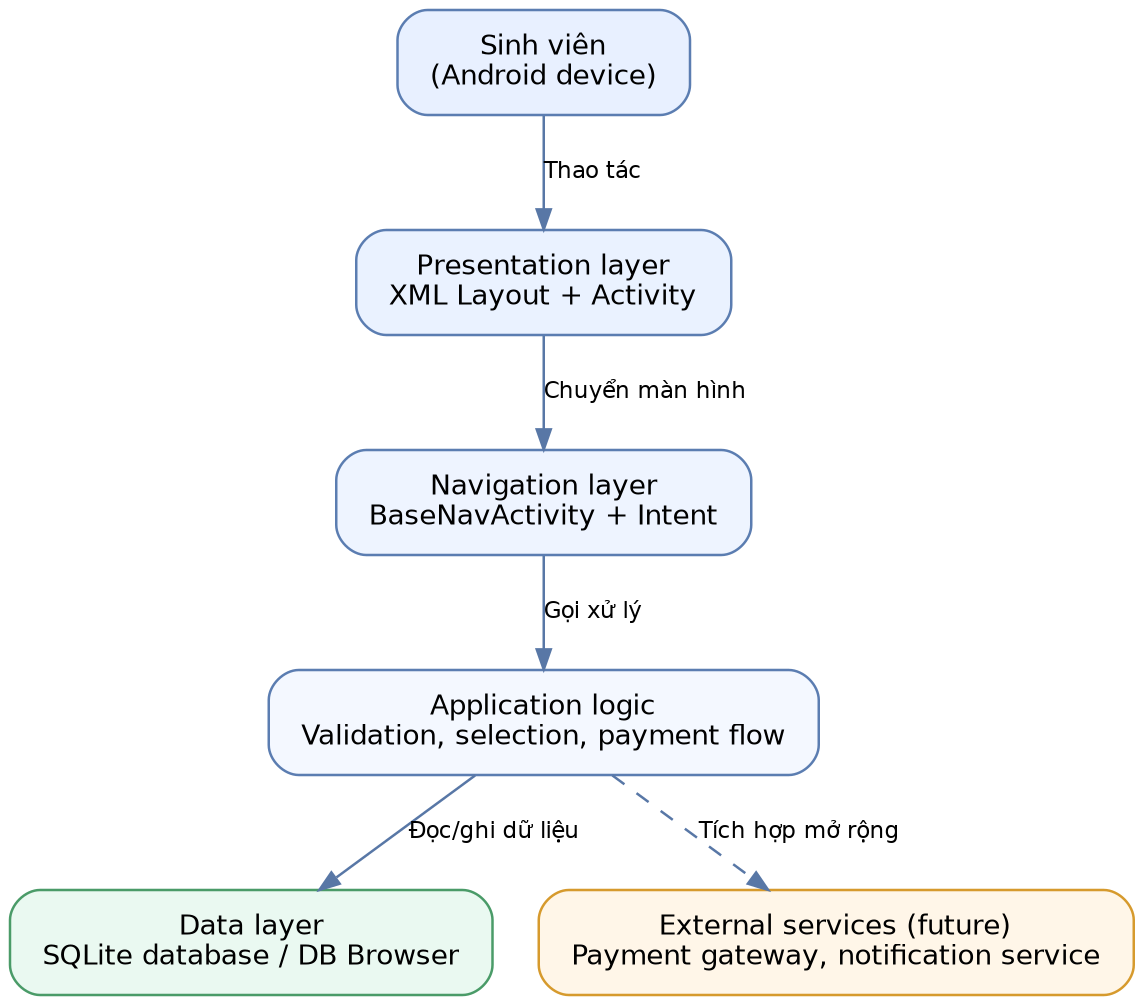 Sinh viên
(Android device)
Thao tác
Presentation layer
XML Layout + Activity
Chuyển màn hình
Navigation layer
BaseNavActivity + Intent
Gọi xử lý
Application logic
Validation, selection, payment flow
Đọc/ghi dữ liệu
Tích hợp mở rộng
Data layer
SQLite database / DB Browser
External services (future)
Payment gateway, notification service